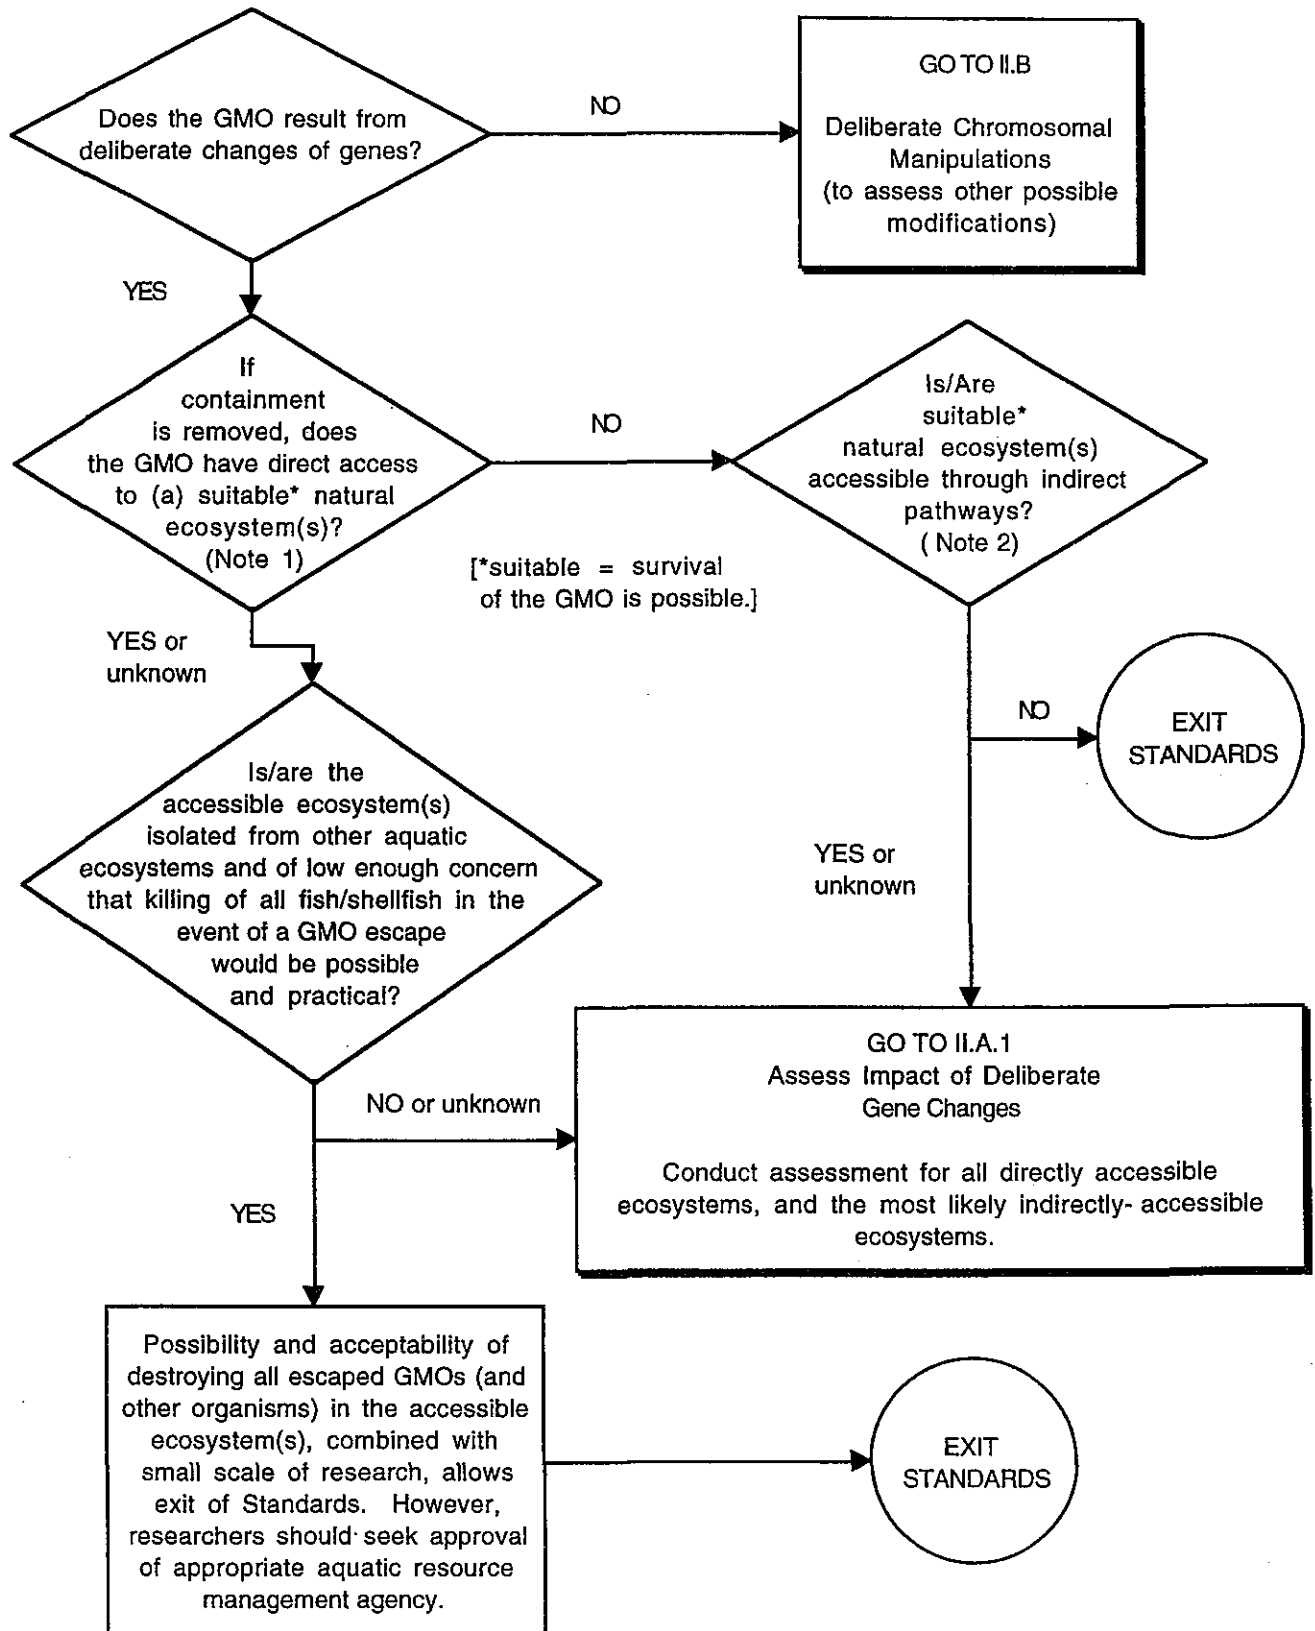 Does the GMO result from
deliberate changes of genes?
NO
GO TO II.B
Deliberate Chromosomal
Manipulations
(to assess other possible
modifications)
YES
If
containment
is removed, does
the GMO have direct access
to (a) suitable* natural
ecosystem(s)?
(Note 1)
NO
Is/Are
suitable*
natural ecosystem(s)
accessible through indirect
pathways?
( Note 2)
[*suitable = survival
of the GMO is possible.]
YES or
unknown
NO
EXIT
STANDARDS
Is/are the
accessible ecosystem(s)
isolated from other aquatic
ecosystems and of low enough concern
that killing of all fish/shellfish in the
event of a GMO escape
would be possible
and practical?
YES or
unknown
NO or unknown
GO TO II.A.1
Assess Impact of Deliberate
Gene Changes
Conduct assessment for all directly accessible
ecosystems, and the most likely indirectly- accessible
ecosystems.
YES
Possibility and acceptability of
destroying all escaped GMOs (and
other organisms) in the accessible
ecosystem(s), combined with
small scale of research, allows
exit of Standards. However,
researchers should seek approval
of appropriate aquatic resource
management agency.
EXIT
STANDARDS